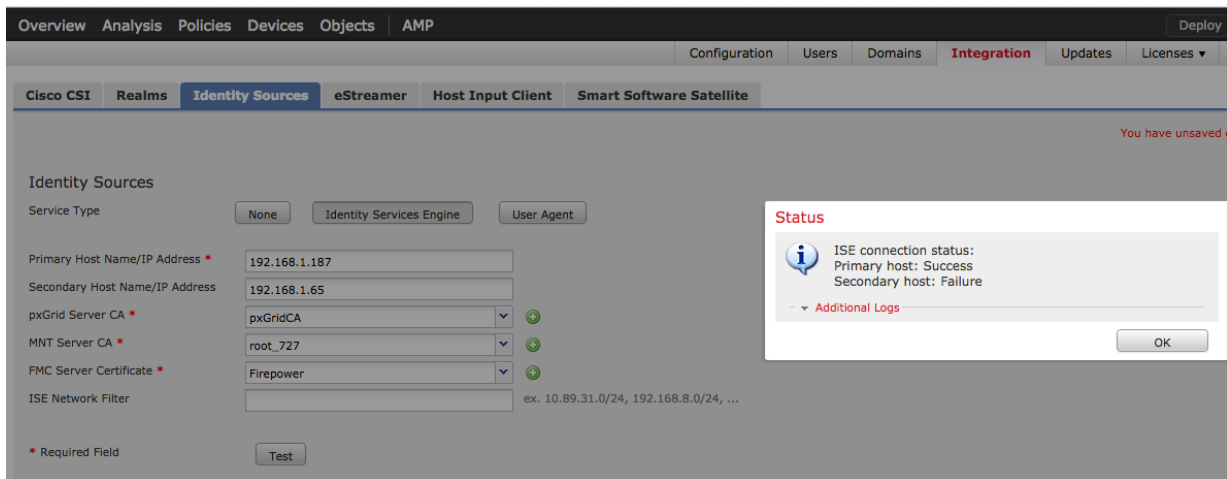 Overview Analysis Policies Devices Objects AMP Deploy
Configuration Users Domains Integration Updates Licenses ▼
Cisco CSI Realms Identity Sources eStreamer Host Input Client Smart Software Satellite
You have unsaved
Identity Sources
Service Type None Identity Services Engine User Agent
Primary Host Name/IP Address * 192.168.1.187
Secondary Host Name/IP Address 192.168.1.65
pxGrid Server CA * pxGridCA
MNT Server CA * root_727
FMC Server Certificate * Firepower
ISE Network Filter ex. 10.89.31.0/24, 192.168.8.0/24, ...
* Required Field Test
Status
ISE connection status:
Primary host: Success
Secondary host: Failure
Additional Logs
OK